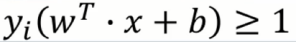 yᵢ(wᵀ · x + b) ≥ 1